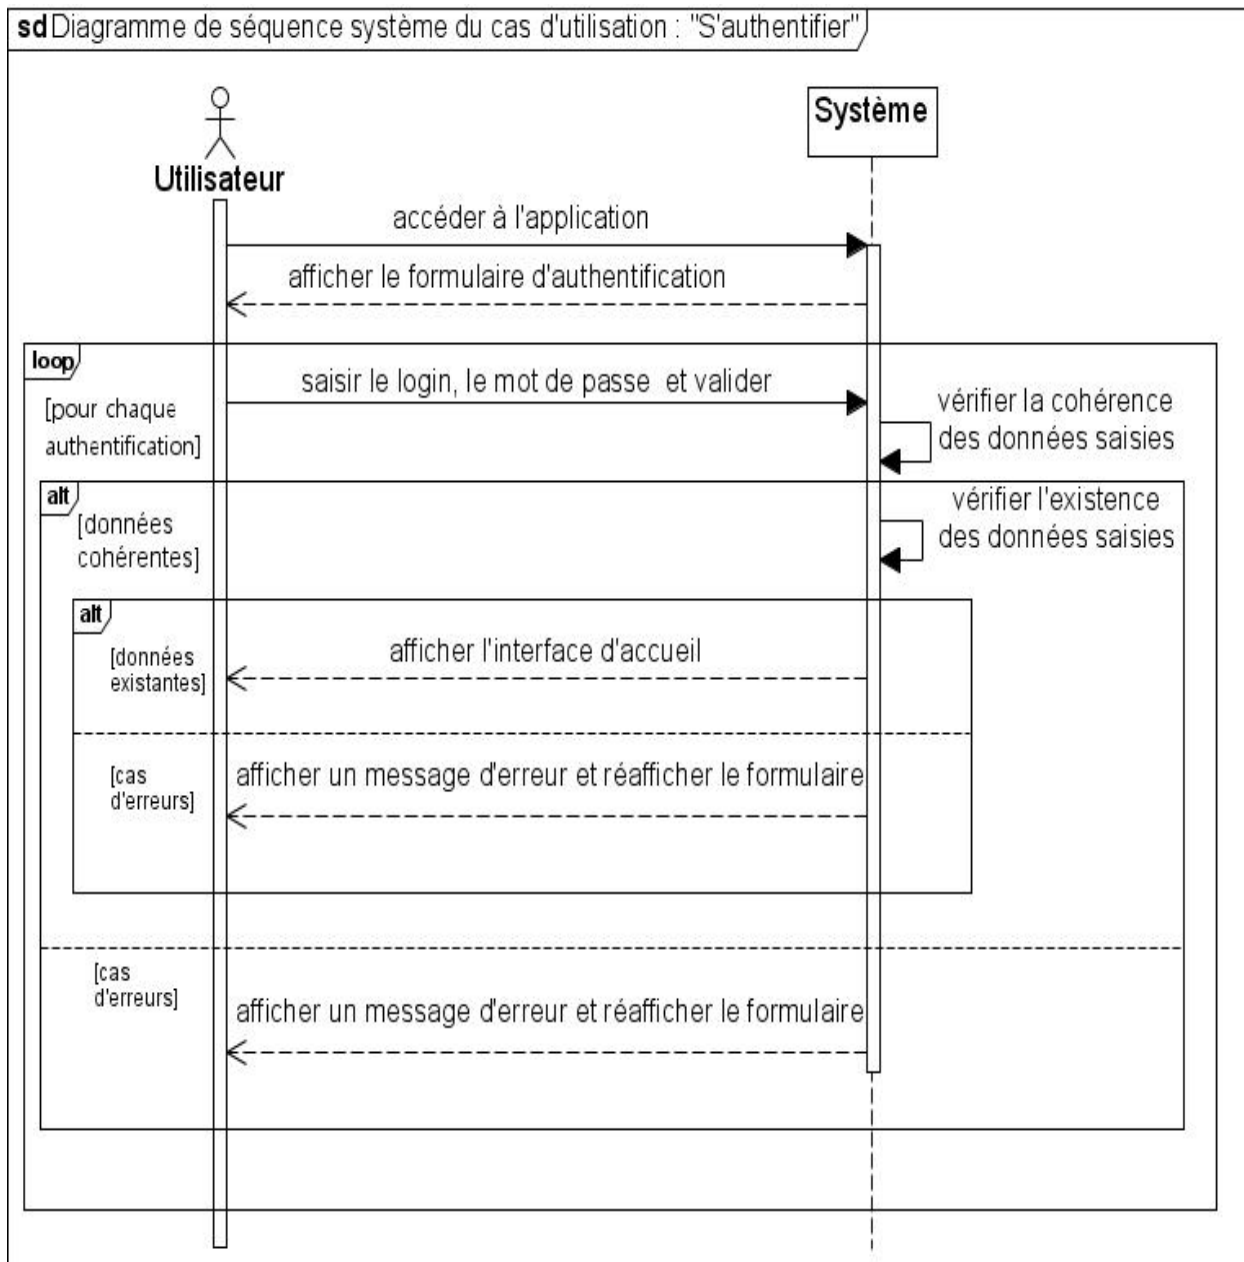 sd Diagramme de séquence système du cas d'utilisation : "S'authentifier"
Système
Utilisateur
accéder à l'application
afficher le formulaire d'authentification
loop
saisir le login, le mot de passe et valider
[pour chaque
authentification]
vérifier la cohérence
des données saisies
alt
[données
cohérentes]
vérifier l'existence
des données saisies
alt
[données
existantes]
afficher l'interface d'accueil
[cas
d'erreurs]
afficher un message d'erreur et réafficher le formulaire
[cas
d'erreurs]
afficher un message d'erreur et réafficher le formulaire